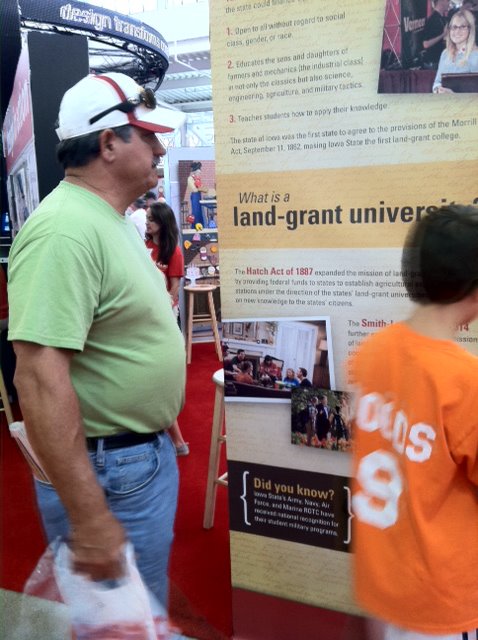 design transforms
the state could finance
1. Open to all without regard to social
class, gender, or race.
2. Educates the sons and daughters of
farmers and mechanics (the industrial class)
in not only the classics but also science,
engineering, agriculture, and military tactics.
3. Teaches students how to apply their knowledge.
The state of Iowa was the first state to agree to the provisions of the Morrill
Act, September 11, 1862, making Iowa the first land-grant college.
What is a
land-grant univers
The Hatch Act of 1887 expanded the mission of land-
by providing federal funds to states to establish agricultural
stations under the direction of the states' land-grant
on new knowledge to the states' citizens.
The Smith-
14
further
Did you know?
Iowa State's Army, Navy, Air
Force, and Marine ROTC have
received national recognition for
their student military programs.
9